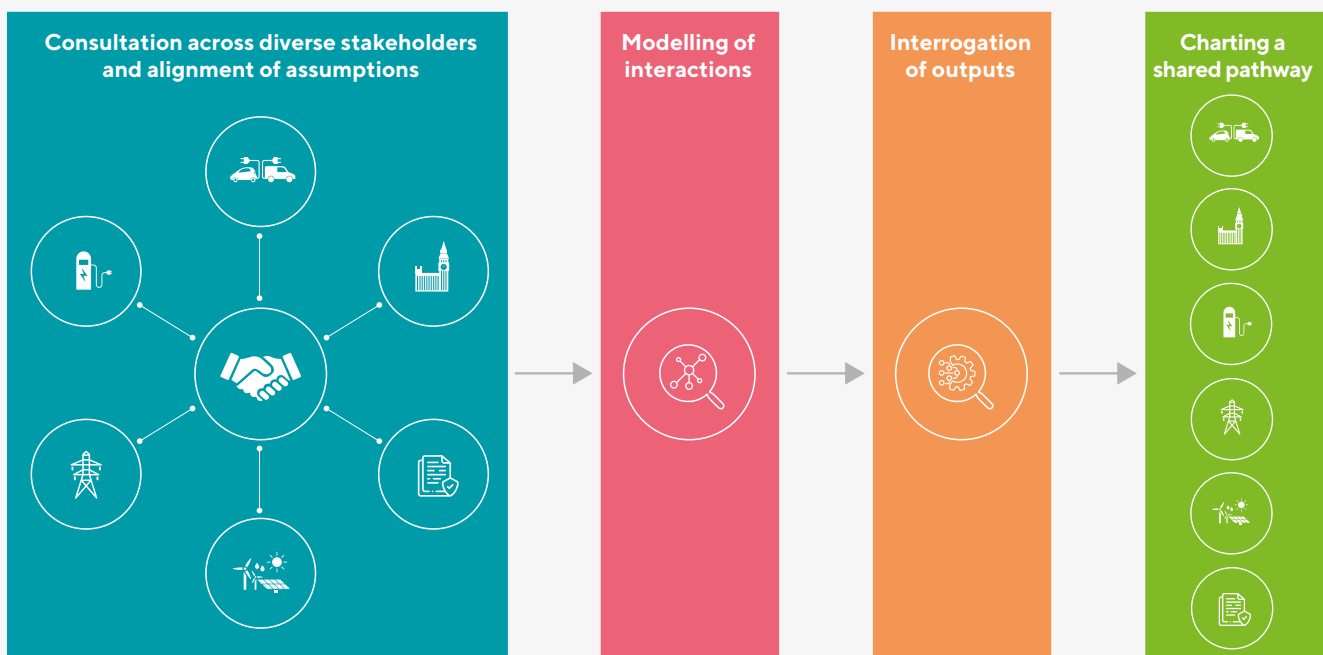 Consultation across diverse stakeholders
and alignment of assumptions
Modelling of
interactions
Interrogation
of outputs
Charting a
shared pathway